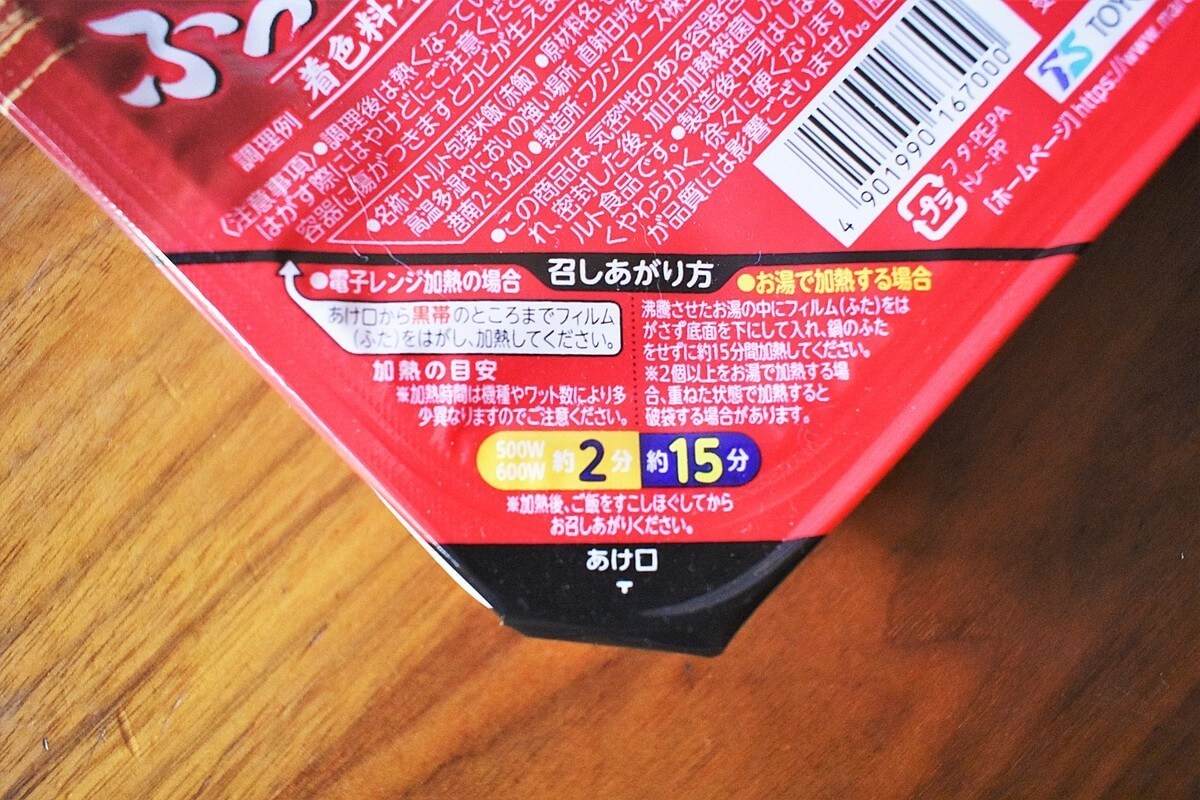 ふっ
着色料
調理例
〈注意事項〉●調理後は熱くなってい
はがす際にはやけどにご注意くださ
容器に傷がつきますとカビが生えま
●名称:レトルト包装米飯(赤飯) ●原材料名:
高温多湿やにおいの強い場所、直射日光を
港南2-13-40 ●製造所:フクシマフーズ株
●この商品は、気密性のある容器
れ、密封した後、加圧加熱殺菌した
ルト食品です。●製造後中身はしば
くやわらかく、徐々に硬くなります
が品質には影響ございません。
4 901990 167000
プラ
フタ:PE,PA
トレー:PP
TOYO
[ホームページ] https://www.mar
召しあがり方
●電子レンジ加熱の場合
あけ口から黒帯のところまでフィルム
(ふた)をはがし、加熱してください。
加熱の目安
※加熱時間は機種やワット数により多
少異なりますのでご注意ください。
500W
600W 約2分
●お湯で加熱する場合
沸騰させたお湯の中にフィルム(ふた)をは
がさず底面を下にして入れ、鍋のふた
をせずに約15分間加熱してください。
※2個以上をお湯で加熱する場
合、重ねた状態で加熱すると
破袋する場合があります。
約15分
※加熱後、ご飯をすこしほぐしてから
お召しあがりください。
あけ口